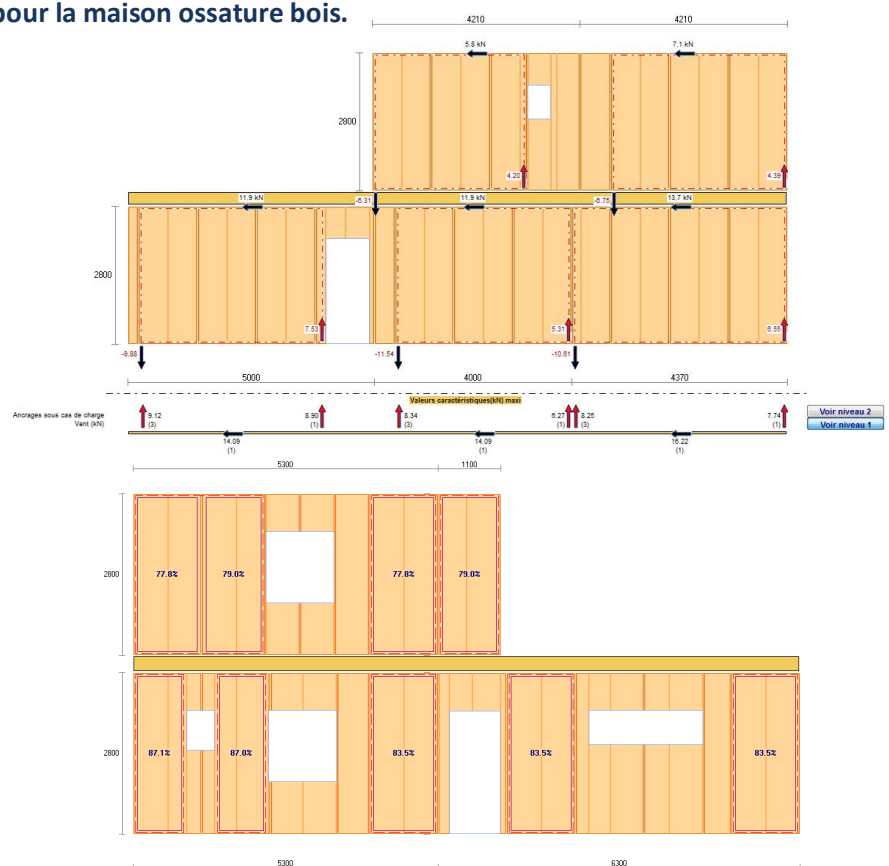 pour la maison ossature bois.
4210 4210
5.8 kN 7.1 kN
2800
4.20 4.39
11.9 kN -6.31 11.9 kN -6.75 13.7 kN
2800
7.53 5.31 6.55
-9.88 -11.54 -10.61
5000 4000 4370
Valeurs caractéristiques(kN) maxi
Ancrages sous cas de charge 9.12 8.90 8.34 6.27 8.25 7.74 Voir niveau 2
Vent (kN) (3) (1) (3) (1) (3) (1) Voir niveau 1
14.09 14.09 16.22
(1) (1) (1)
5300 1100
2800 77.8% 79.0% 77.8% 79.0%
2800 87.1% 87.0% 83.5% 83.5% 83.5%
5300 6300